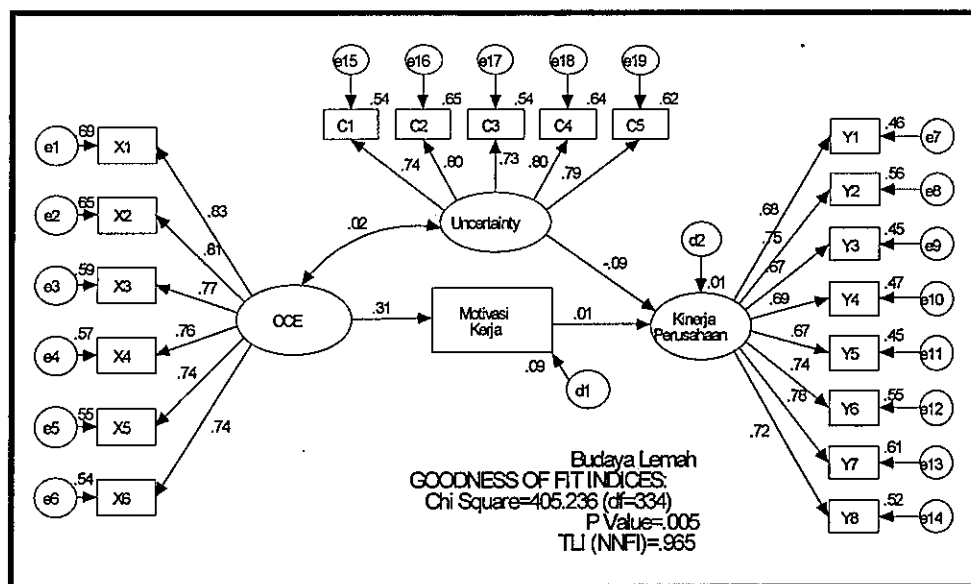 e15 e16 e17 e18 e19
.54 .65 .54 .64 .62
C1 C2 C3 C4 C5
.74 .80 .73 .80 .79
Uncertainty
.02
-.09
e1 .69 X1
e2 .65 X2
e3 .59 X3
e4 .57 X4
e5 .55 X5
e6 .54 X6
.83
.81
.77
.76
.74
.74
OCE
.31
Motivasi
Kerja
.09
d1
.01
d2
.01
Kinerja
Perusahaan
.68
.75
.67
.69
.67
.74
.78
.72
Y1 .46 e7
Y2 .56 e8
Y3 .45 e9
Y4 .47 e10
Y5 .45 e11
Y6 .55 e12
Y7 .61 e13
Y8 .52 e14
Budaya Lemah
GOODNESS OF FIT INDICES:
Chi Square=405.236 (df=334)
P Value=.005
TLI (NNFI)=.965